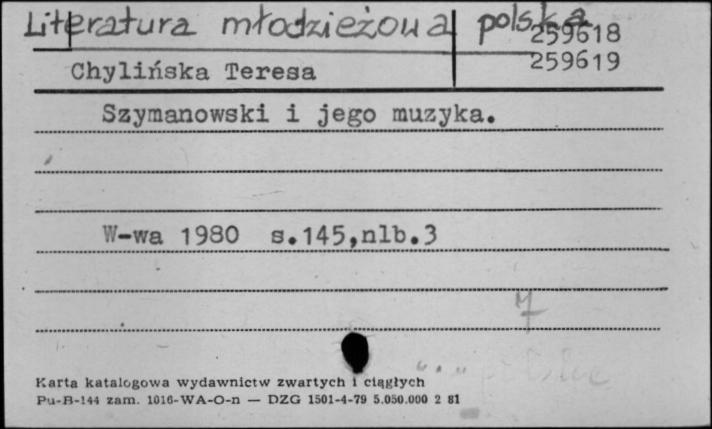 Literatura młodzieżowa polska
259618
Chylińska Teresa 259619
Szymanowski i jego muzyka.
W-wa 1980 s.145,nlb.3
7
Karta katalogowa wydawnictw zwartych i ciągłych
Pu-B-144 zam. 1016-WA-O-n — DZG 1501-4-79 5.050.000 2 81